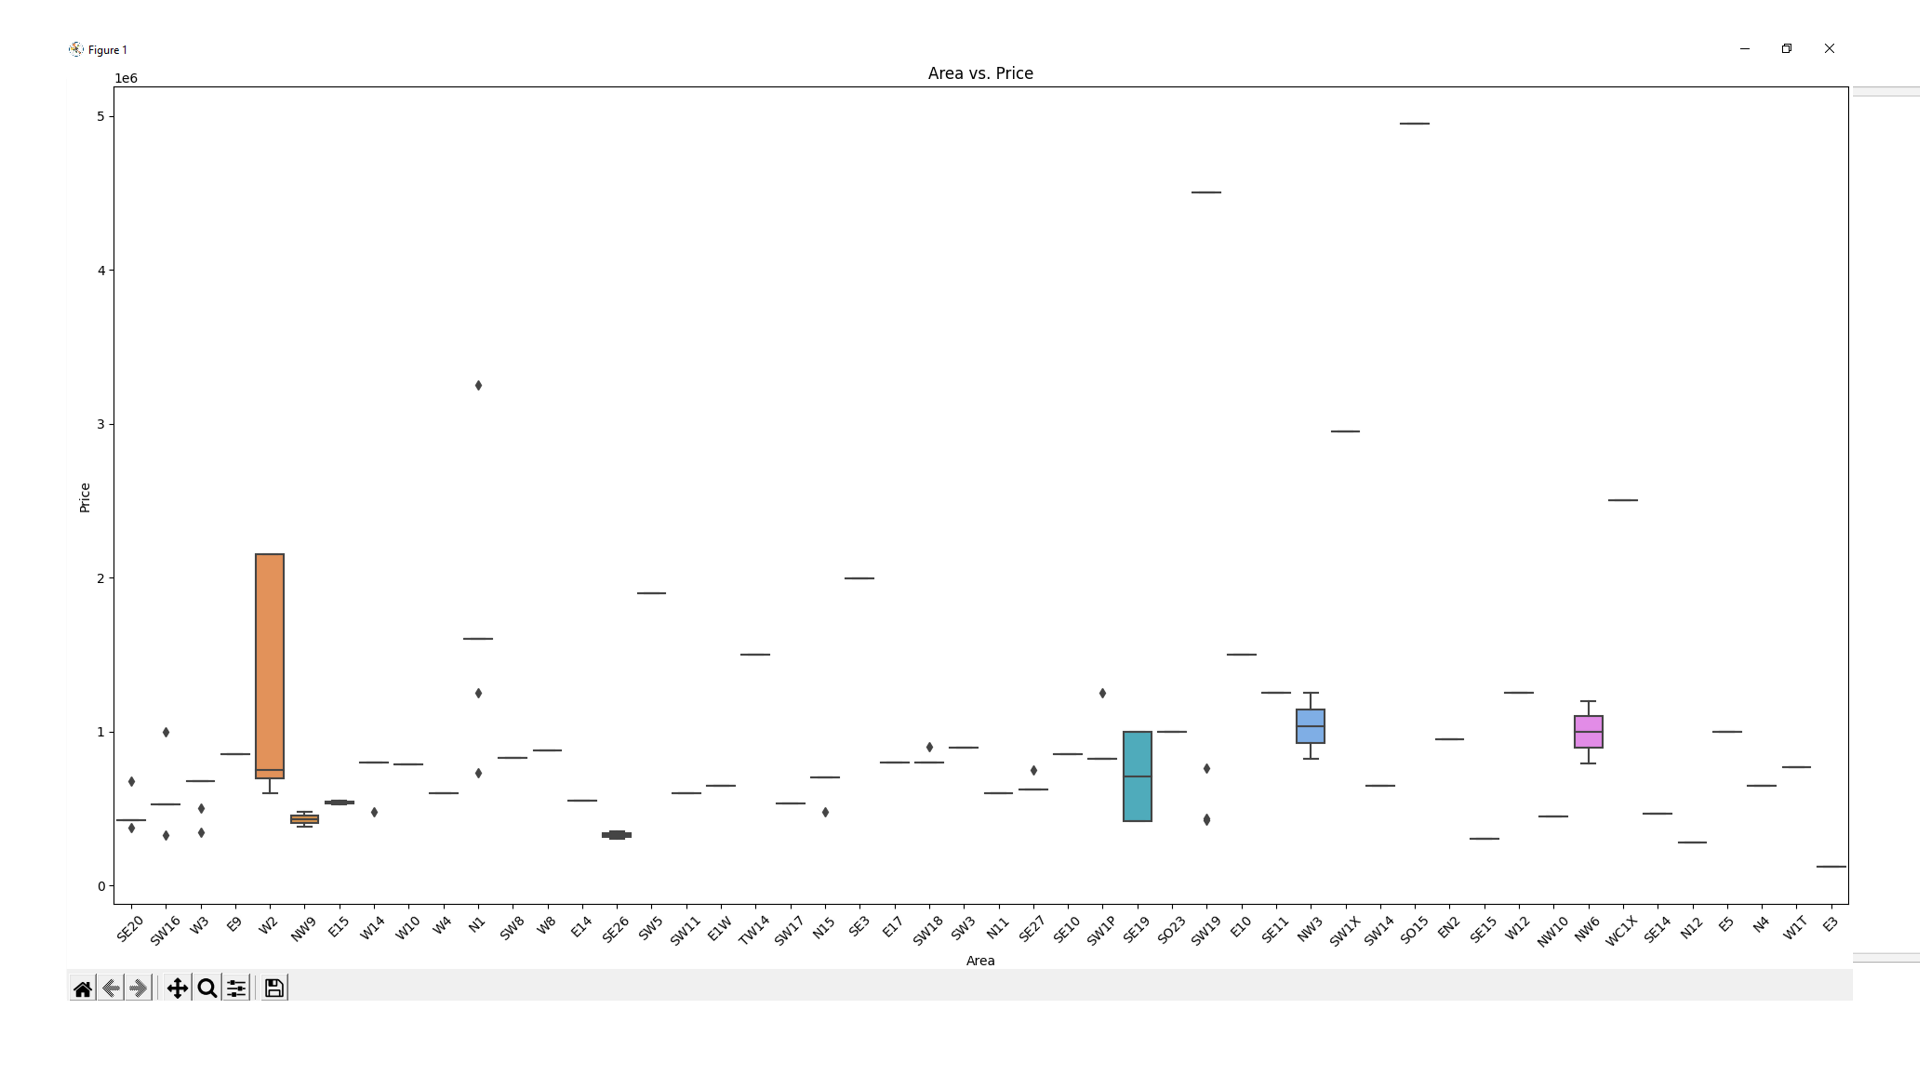 Figure 1
Area vs. Price
1e6
5
4
3
2
1
0
Price
SE20 SW16 W3 E9 W2 NW9 E15 W14 W10 W4 N1 SW8 W8 E14 SE26 SW5 SW11 E1W TW14 SW17 N15 SE3 E17 SW18 SW3 N11 SE27 SE10 SW1P SE19 SO23 SW19 E10 SE11 NW3 SW1X SW14 SO15 EN2 SE15 W12 NW10 NW6 WC1X SE14 N12 E5 N4 W1T E3
Area